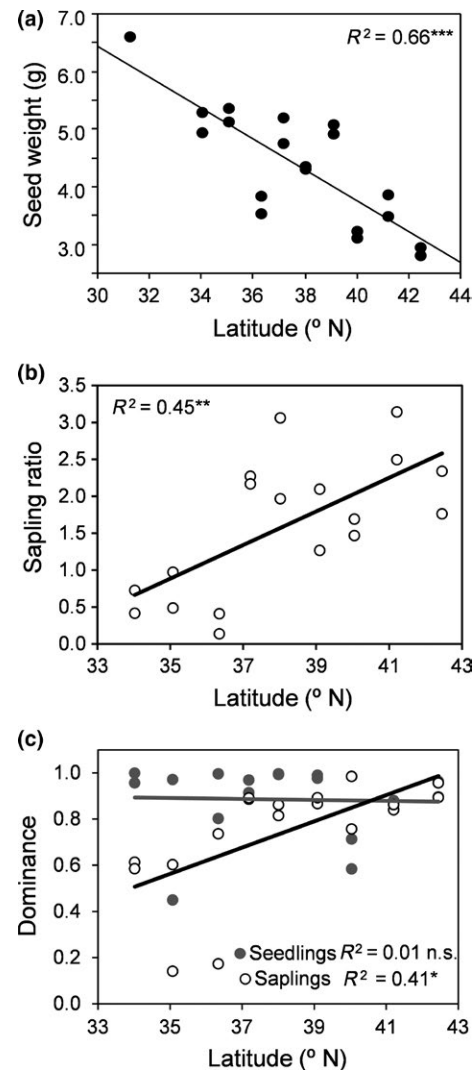 (a)
R² = 0.66***
Seed weight (g)
7.0
6.0
5.0
4.0
3.0
30 32 34 36 38 40 42 44
Latitude (° N)
(b)
R² = 0.45**
Sapling ratio
3.5
3.0
2.5
2.0
1.5
1.0
0.5
0.0
33 35 37 39 41 43
Latitude (° N)
(c)
Dominance
1.0
0.8
0.6
0.4
0.2
0.0
Seedlings R² = 0.01 n.s.
Saplings R² = 0.41*
33 35 37 39 41 43
Latitude (° N)